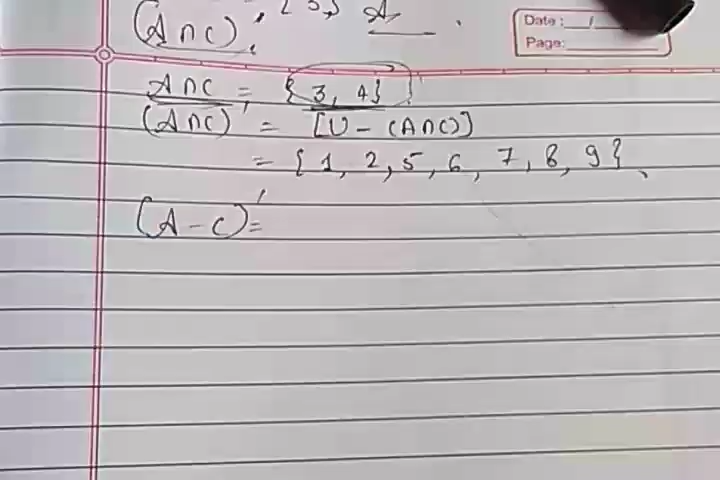 Date : _/
Page:
(A∩C)'
A∩C = {3, 4}
(A∩C)' = [U - (A∩C)]
= {1, 2, 5, 6, 7, 8, 9}
(A - C)' =